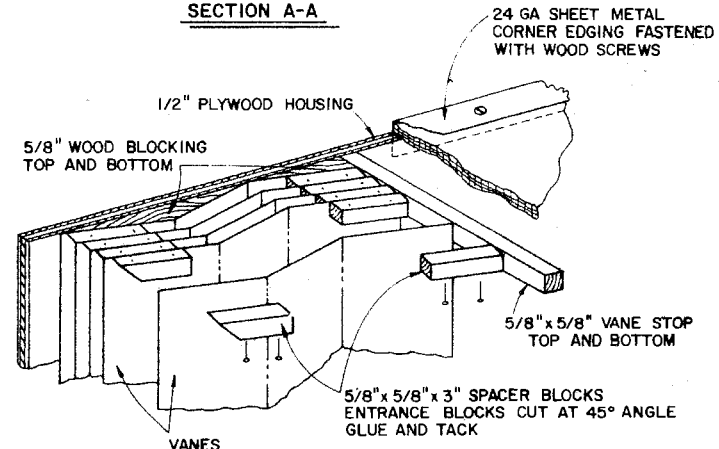 SECTION A-A
24 GA SHEET METAL
CORNER EDGING FASTENED
WITH WOOD SCREWS
1/2" PLYWOOD HOUSING
5/8" WOOD BLOCKING
TOP AND BOTTOM
5/8" x 5/8" VANE STOP
TOP AND BOTTOM
5/8" x 5/8" x 3" SPACER BLOCKS
ENTRANCE BLOCKS CUT AT 45° ANGLE
GLUE AND TACK
VANES